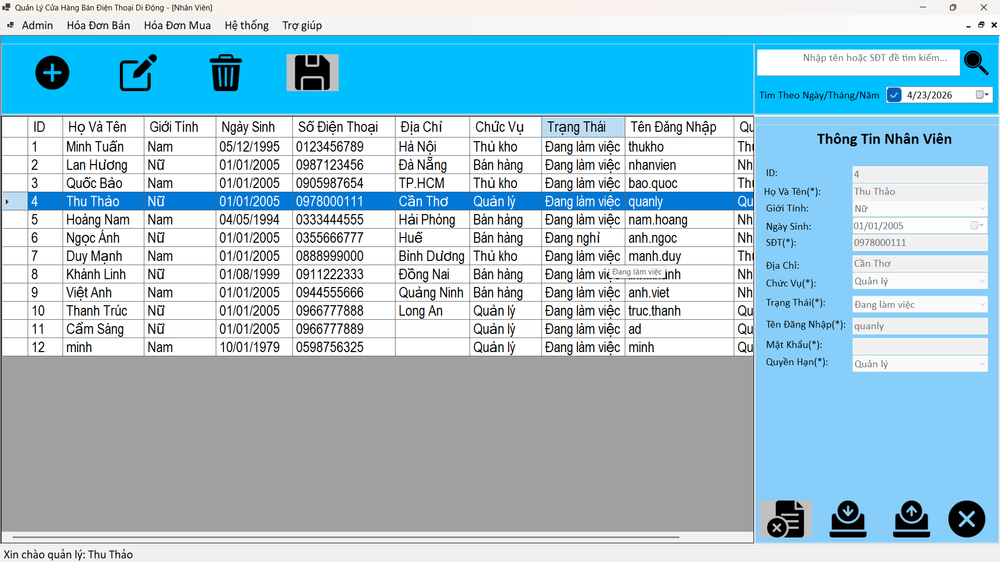 Quản Lý Cửa Hàng Bán Điện Thoại Di Động - [Nhân Viên]
Admin Hóa Đơn Bán Hóa Đơn Mua Hệ thống Trợ giúp
Nhập tên hoặc SĐT đề tìm kiếm...
Tìm Theo Ngày/Tháng/Năm 4/23/2026
ID Họ Và Tên Giới Tính Ngày Sinh Số Điện Thoại Địa Chỉ Chức Vụ Trạng Thái Tên Đăng Nhập Qu
1 Minh Tuấn Nam 05/12/1995 0123456789 Hà Nội Thủ kho Đang làm việc thukho Thủ
2 Lan Hương Nữ 01/01/2005 0987123456 Đà Nẵng Bán hàng Đang làm việc nhanvien Nh
3 Quốc Bảo Nam 01/01/2005 0905987654 TP.HCM Thủ kho Đang làm việc bao.quoc Thủ
4 Thu Thảo Nữ 01/01/2005 0978000111 Cần Thơ Quản lý Đang làm việc quanly Qu
5 Hoàng Nam Nam 04/05/1994 0333444555 Hải Phòng Bán hàng Đang làm việc nam.hoang Nh
6 Ngọc Ánh Nữ 01/01/2005 0355666777 Huế Bán hàng Đang nghỉ anh.ngoc Nh
7 Duy Mạnh Nam 01/01/2005 0888999000 Bình Dương Thủ kho Đang làm việc manh.duy Thủ
8 Khánh Linh Nữ 01/08/1999 0911222333 Đồng Nai Bán hàng Đang làm việc Nh
Đang làm việc
9 Việt Anh Nam 01/01/2005 0944555666 Quảng Ninh Bán hàng Đang làm việc anh.viet Nh
10 Thanh Trúc Nữ 01/01/2005 0966777888 Long An Quản lý Đang làm việc truc.thanh Qu
11 Cẩm Sáng Nữ 01/01/2005 0966777889 Quản lý Đang làm việc ad Qu
12 minh Nam 10/01/1979 0598756325 Quản lý Đang làm việc minh Qu
Thông Tin Nhân Viên
ID: 4
Họ Và Tên(*): Thu Thảo
Giới Tính: Nữ
Ngày Sinh: 01/01/2005
SĐT(*): 0978000111
Địa Chỉ: Cần Thơ
Chức Vụ(*): Quản lý
Trạng Thái(*): Đang làm việc
Tên Đăng Nhập(*): quanly
Mật Khẩu(*):
Quyền Hạn(*): Quản lý
Xin chào quản lý: Thu Thảo